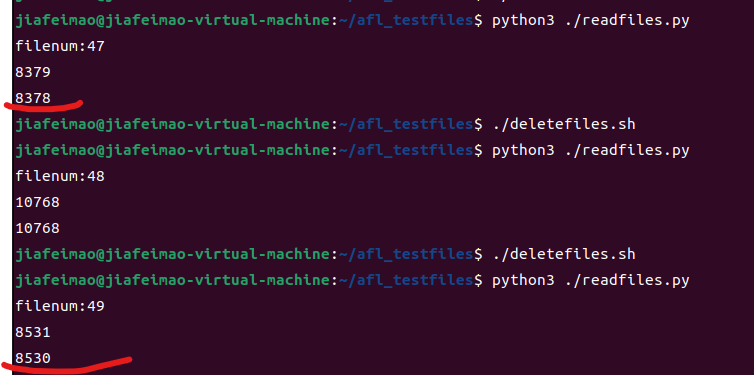 jiafeimao@jiafeimao-virtual-machine:~/afl_testfiles$ python3 ./readfiles.py
filenum:47
8379
8378
jiafeimao@jiafeimao-virtual-machine:~/afl_testfiles$ ./deletefiles.sh
jiafeimao@jiafeimao-virtual-machine:~/afl_testfiles$ python3 ./readfiles.py
filenum:48
10768
10768
jiafeimao@jiafeimao-virtual-machine:~/afl_testfiles$ ./deletefiles.sh
jiafeimao@jiafeimao-virtual-machine:~/afl_testfiles$ python3 ./readfiles.py
filenum:49
8531
8530